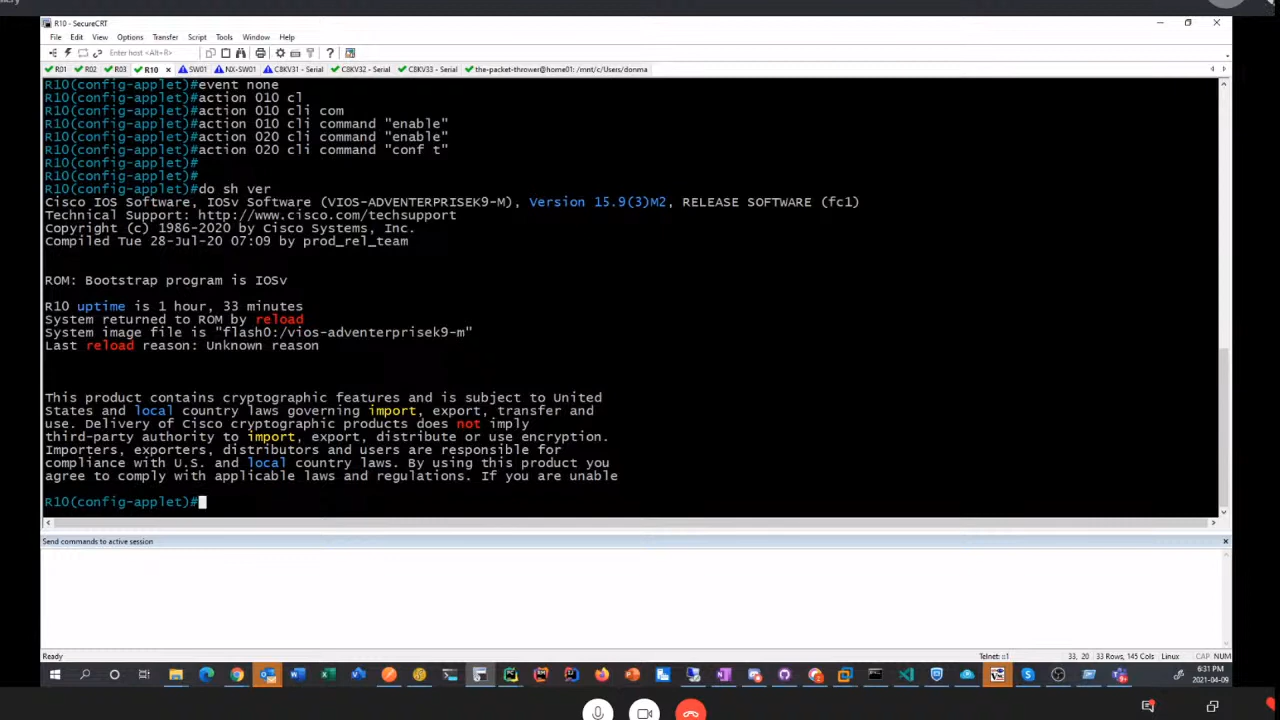 R10 - SecureCRT
File Edit View Options Transfer Script Tools Window Help
Enter host <Alt+R>
R01 R02 R03 R10 SW01 NX-SW01 C8KV31 - Serial C8KV32 - Serial C8KV33 - Serial the-packet-thrower@home01: /mnt/c/Users/donma
R10(config-applet)#event none
R10(config-applet)#action 010 cl
R10(config-applet)#action 010 cli com
R10(config-applet)#action 010 cli command "enable"
R10(config-applet)#action 020 cli command "enable"
R10(config-applet)#action 020 cli command "conf t"
R10(config-applet)#
R10(config-applet)#
R10(config-applet)#do sh ver
Cisco IOS Software, IOSv Software (VIOS-ADVENTERPRISEK9-M), Version 15.9(3)M2, RELEASE SOFTWARE (fc1)
Technical Support: http://www.cisco.com/techsupport
Copyright (c) 1986-2020 by Cisco Systems, Inc.
Compiled Tue 28-Jul-20 07:09 by prod_rel_team
ROM: Bootstrap program is IOSv
R10 uptime is 1 hour, 33 minutes
System returned to ROM by reload
System image file is "flash0:/vios-adventerprisek9-m"
Last reload reason: Unknown reason
This product contains cryptographic features and is subject to United
States and local country laws governing import, export, transfer and
use. Delivery of Cisco cryptographic products does not imply
third-party authority to import, export, distribute or use encryption.
Importers, exporters, distributors and users are responsible for
compliance with U.S. and local country laws. By using this product you
agree to comply with applicable laws and regulations. If you are unable
R10(config-applet)#
Send commands to active session
Ready Telnet: ::1 33, 20 33 Rows, 145 Cols Linux CAP NUM
6:31 PM
2021-04-09